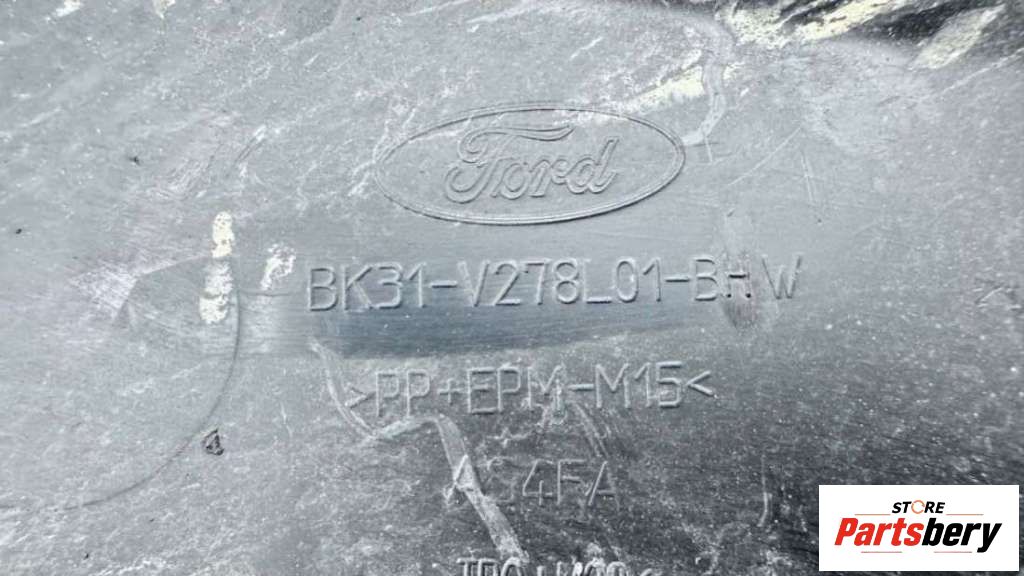 Ford
BK31-V278L01-BHW
>PP+EPM-M15<
STORE
Partsbery